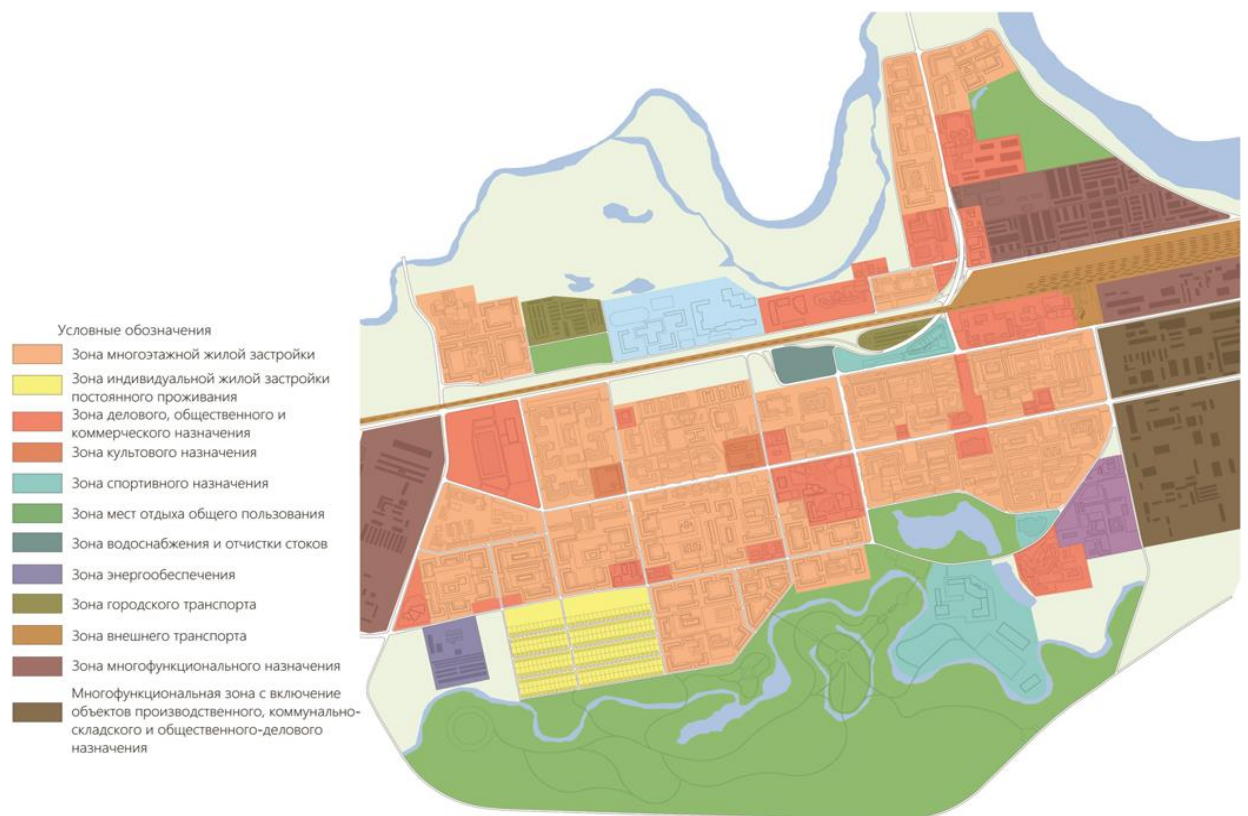 Условные обозначения
Зона многоэтажной жилой застройки
Зона индивидуальной жилой застройки
постоянного проживания
Зона делового, общественного и
коммерческого назначения
Зона культового назначения
Зона спортивного назначения
Зона мест отдыха общего пользования
Зона водоснабжения и отчистки стоков
Зона энергообеспечения
Зона городского транспорта
Зона внешнего транспорта
Зона многофункционального назначения
Многофункциональная зона с включение
объектов производственного, коммунально-
складского и общественного-делового
назначения